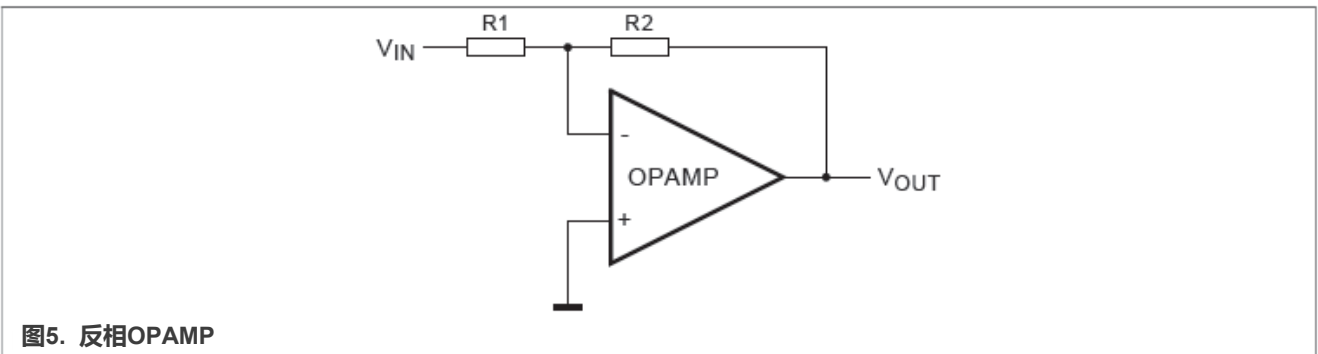 R1 R2
VIN
-
OPAMP
VOUT
+
图5. 反相OPAMP